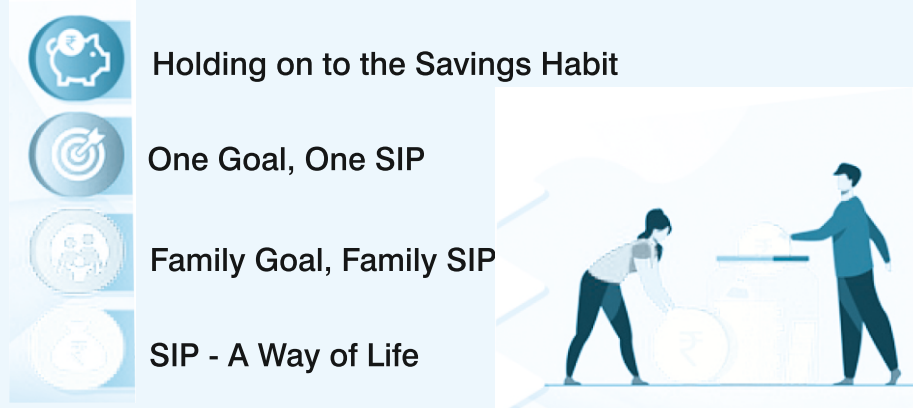 Holding on to the Savings Habit
One Goal, One SIP
Family Goal, Family SIP
SIP - A Way of Life